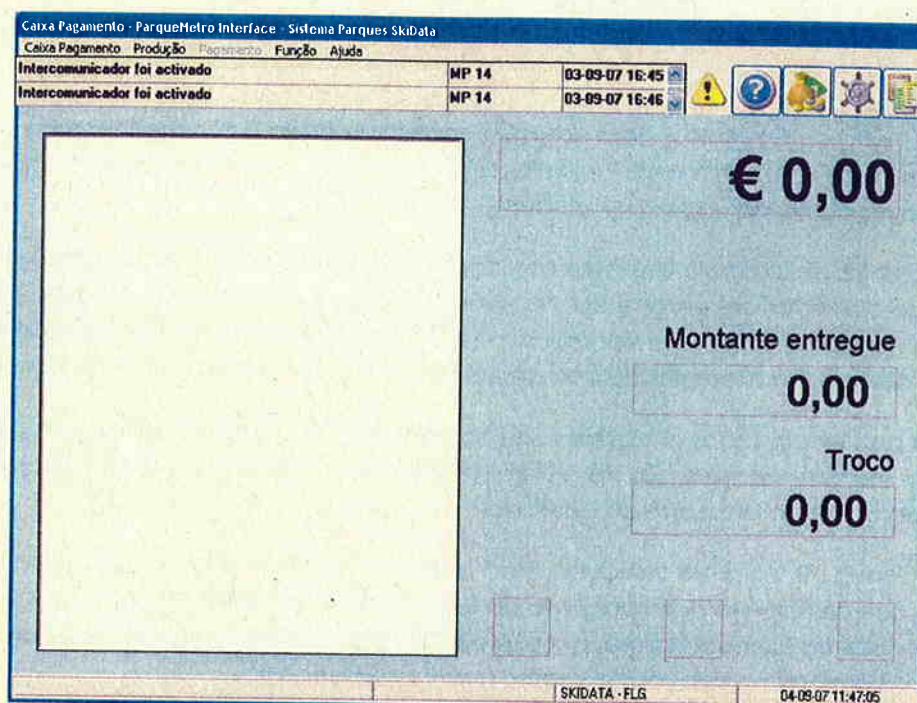 Caixa Pagamento - ParqueMetro Interface - Sistema Parques SkiData
Caixa Pagamento Produção Pagamento Função Ajuda
Intercomunicador foi activado MP 14 03-09-07 16:45
Intercomunicador foi activado MP 14 03-09-07 16:46
€ 0,00
Montante entregue
0,00
Troco
0,00
SKIDATA - FLG 04-09-07 11:47:05